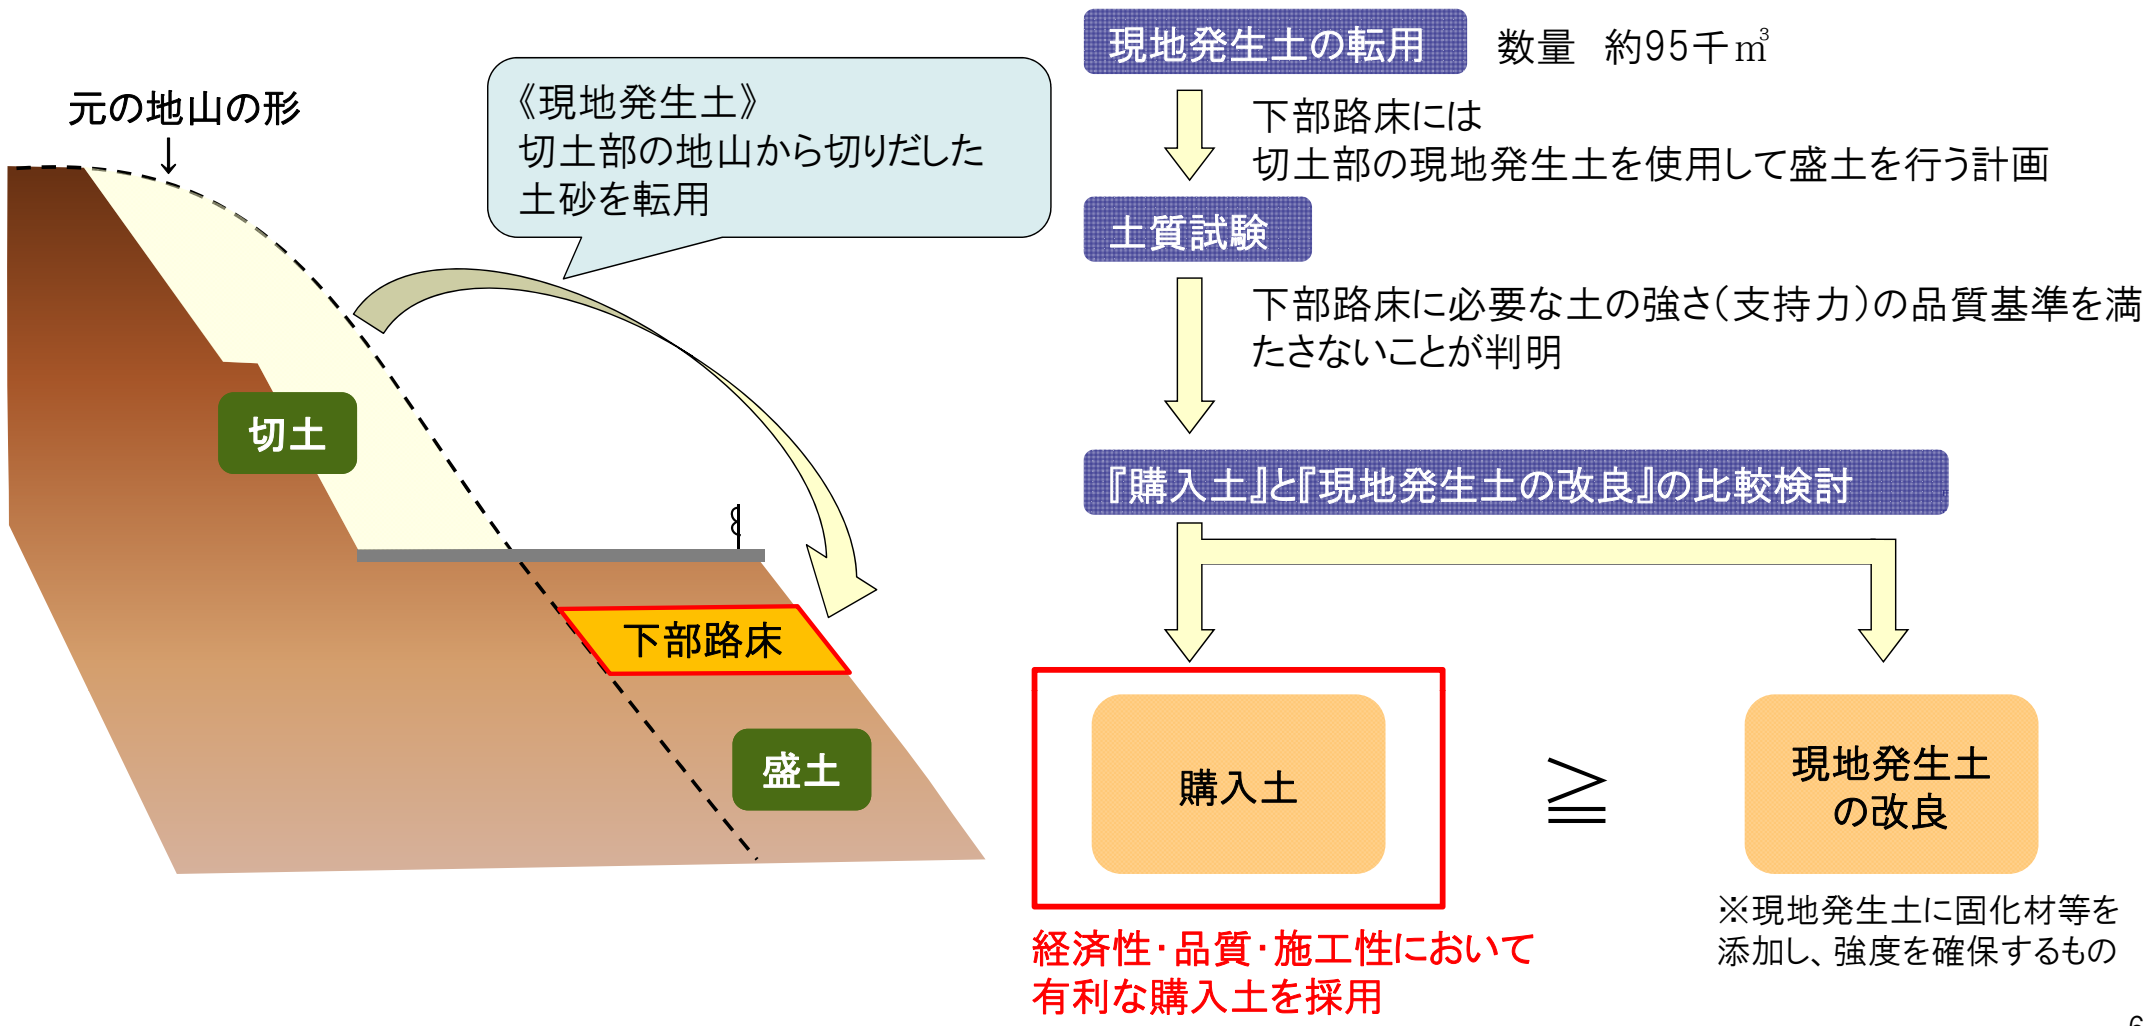 元の地山の形
《現地発生土》
切土部の地山から切りだした
土砂を転用
切土
下部路床
盛土
現地発生土の転用 数量 約95千㎥
下部路床には
切土部の現地発生土を使用して盛土を行う計画
土質試験
下部路床に必要な土の強さ(支持力)の品質基準を満
たさないことが判明
『購入土』と『現地発生土の改良』の比較検討
購入土
≧
現地発生土
の改良
※現地発生土に固化材等を
添加し、強度を確保するもの
経済性・品質・施工性において
有利な購入土を採用